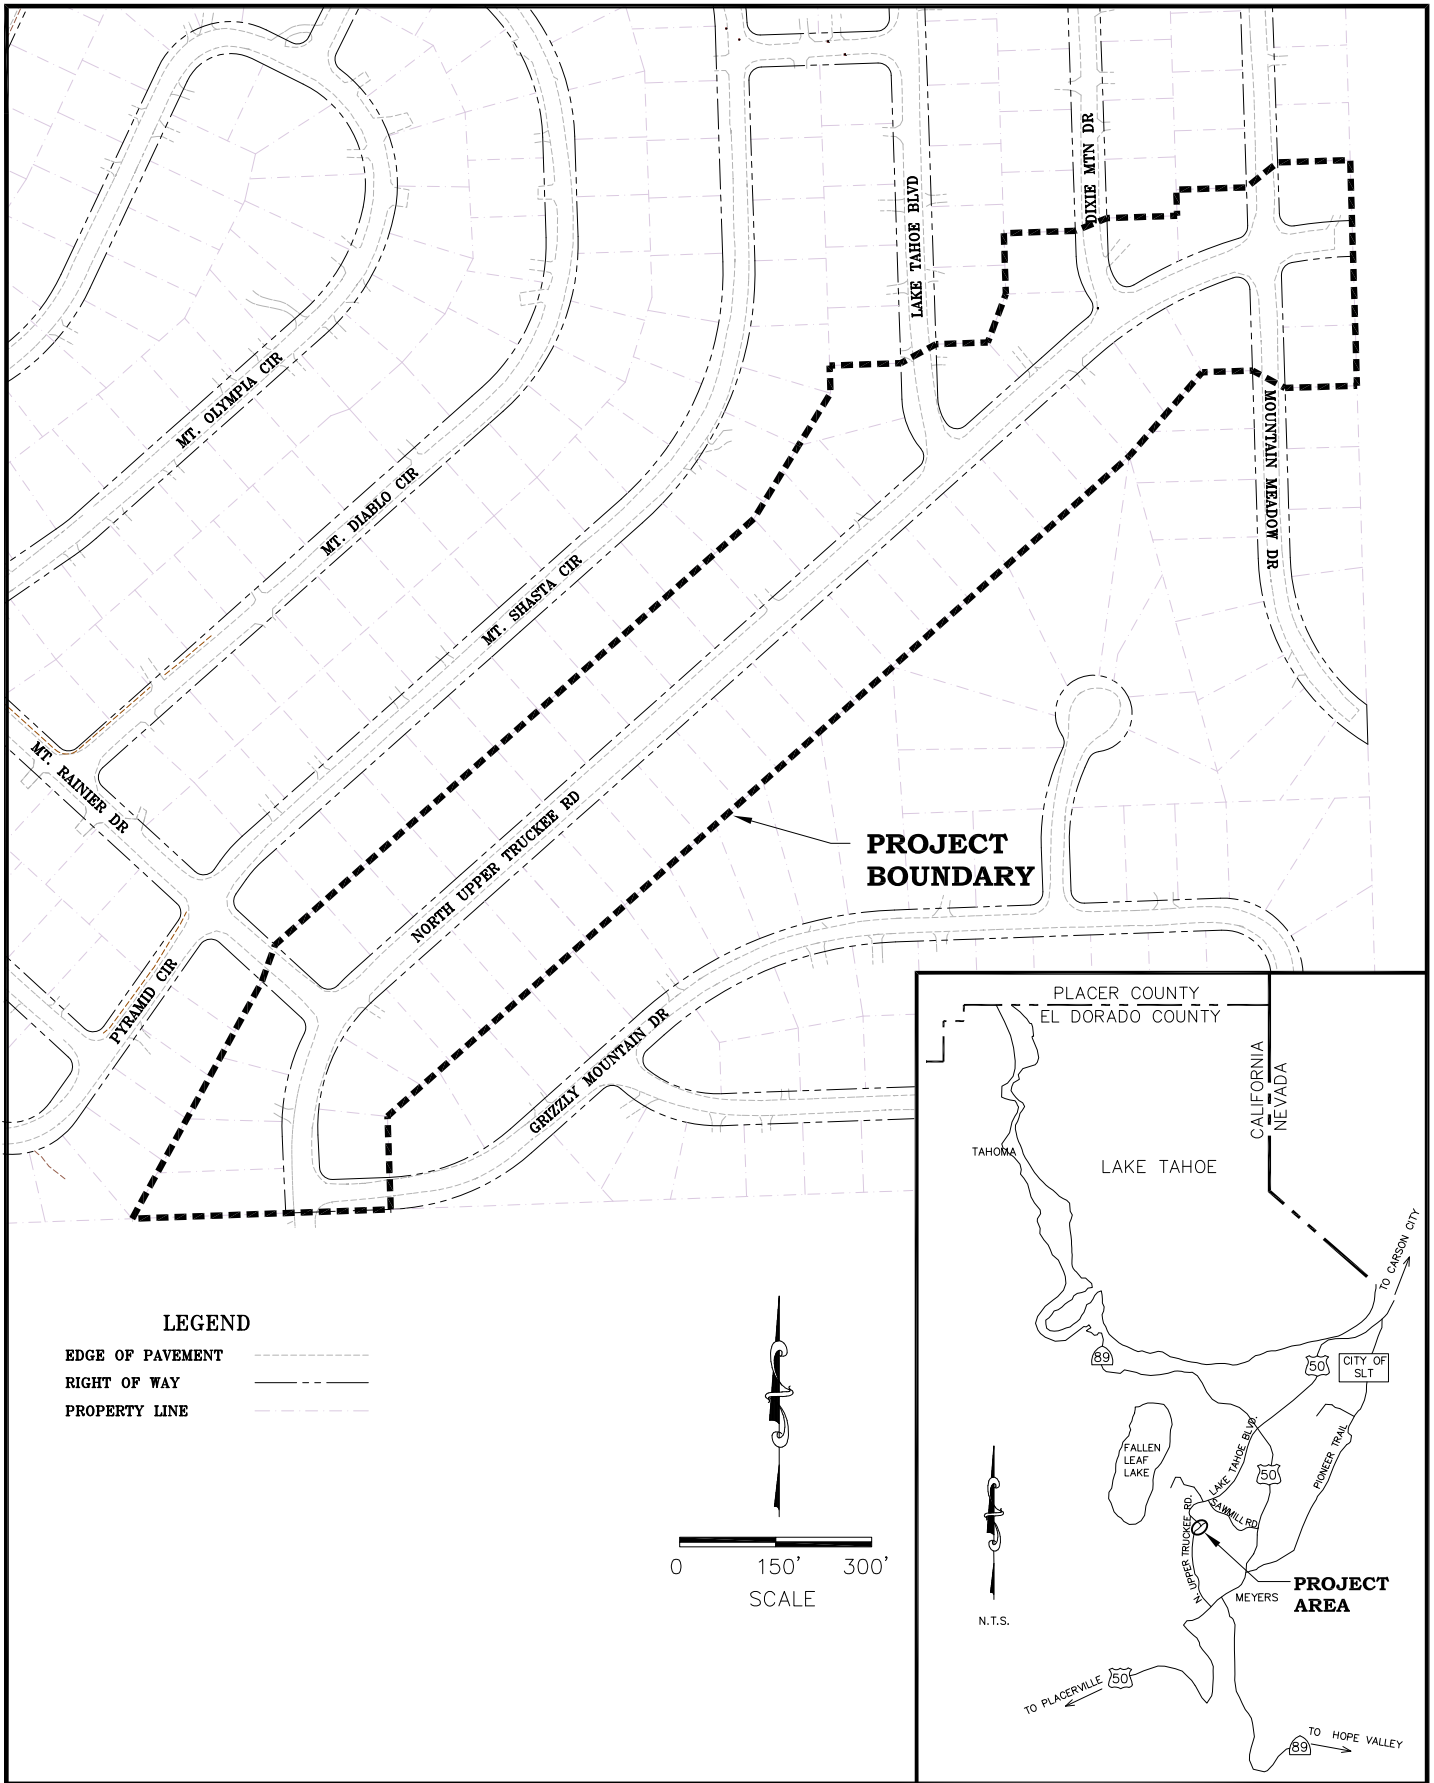 DIXIE MTN DR
LAKE TAHOE BLVD
MT. OLYMPIA CIR
MT. DIABLO CIR
MOUNTAIN MEADOW DR
MT. SHASTA CIR
MT. RAINIER DR
NORTH UPPER TRUCKEE RD
PROJECT
BOUNDARY
PYRAMID CIR
GRIZZLY MOUNTAIN DR
LEGEND
EDGE OF PAVEMENT
RIGHT OF WAY
PROPERTY LINE
0 150' 300'
SCALE
PLACER COUNTY
EL DORADO COUNTY
CALIFORNIA
NEVADA
TAHOMA
LAKE TAHOE
TO CARSON CITY
89
50
CITY OF
SLT
FALLEN
LEAF
LAKE
LAKE TAHOE BLVD.
50
PIONEER TRAIL
SAWMILL RD
N. UPPER TRUCKEE RD.
PROJECT
AREA
MEYERS
N.T.S.
TO PLACERVILLE
50
TO HOPE VALLEY
89